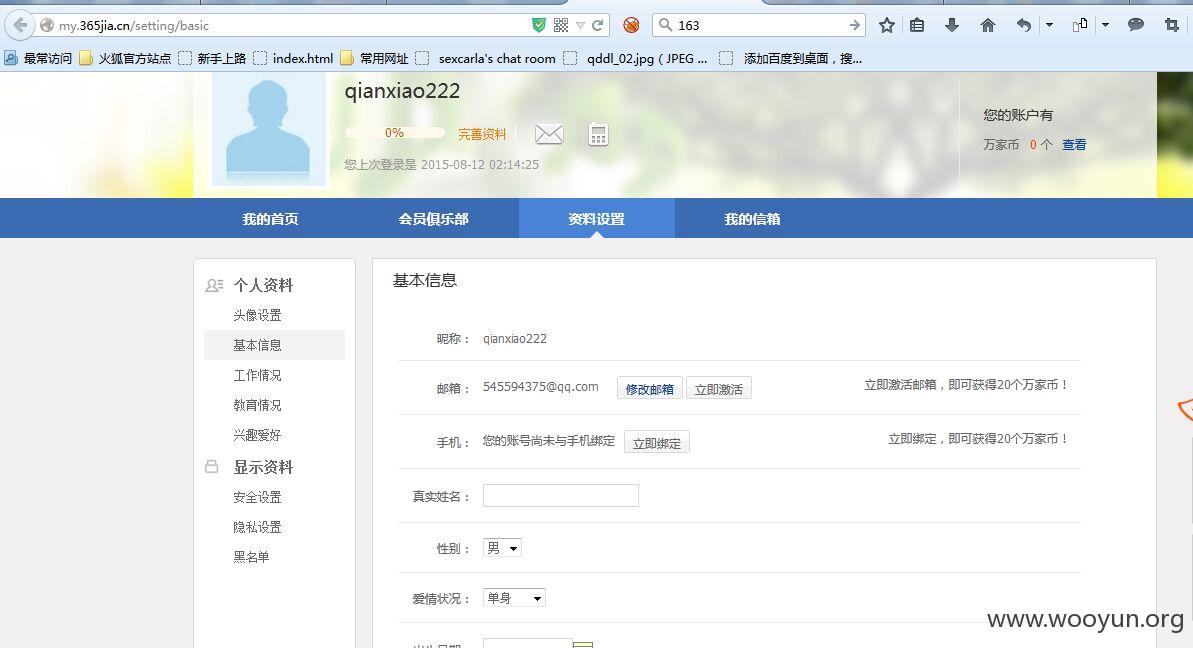 my.365jia.cn/setting/basic
163
最常访问 火狐官方站点 新手上路 index.html 常用网址 sexcarla's chat room qddl_02.jpg ( JPEG ... 添加百度到桌面，搜...
qianxiao222
0% 完善资料
您上次登录是 2015-08-12 02:14:25
您的账户有
万家币 0 个 查看
我的首页 会员俱乐部 资料设置 我的信箱
个人资料
头像设置
基本信息
工作情况
教育情况
兴趣爱好
显示资料
安全设置
隐私设置
黑名单
基本信息
昵称： qianxiao222
邮箱： 545594375@qq.com 修改邮箱 立即激活 立即激活邮箱，即可获得20个万家币！
手机： 您的账号尚未与手机绑定 立即绑定 立即绑定，即可获得20个万家币！
真实姓名：
性别： 男
爱情状况： 单身
www.wooyun.org